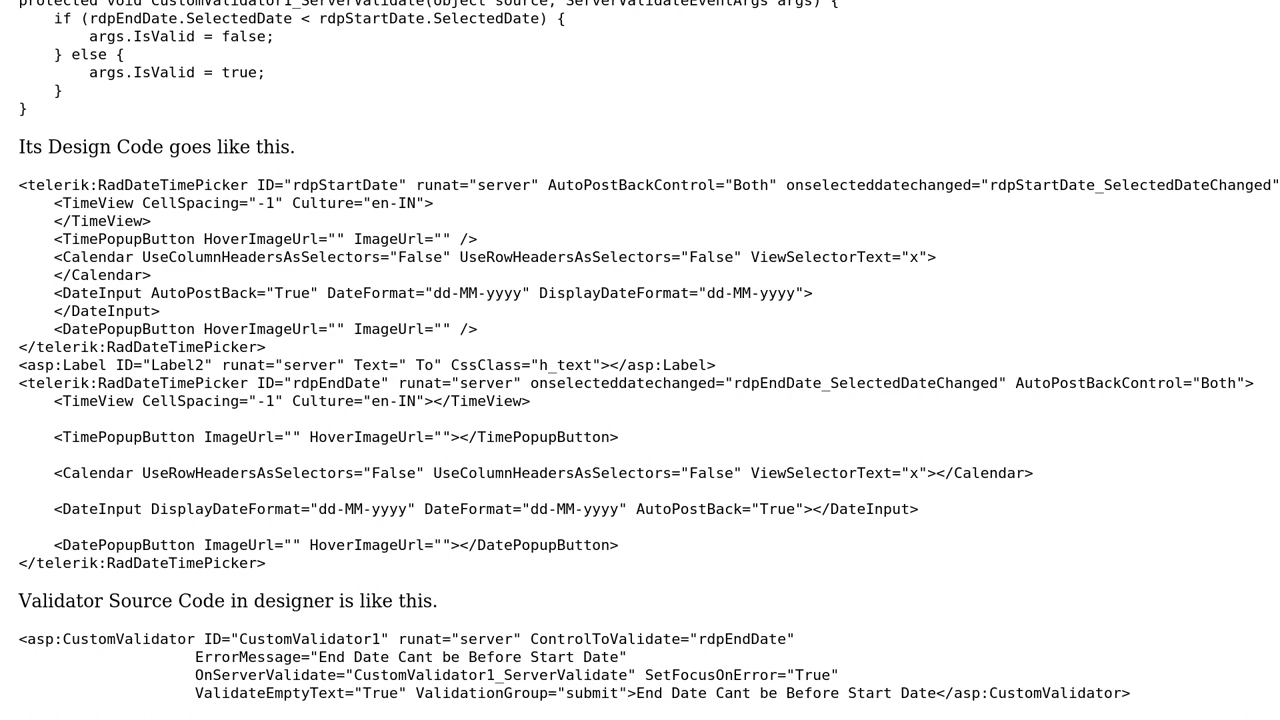 protected void CustomValidator1_ServerValidate(object source, ServerValidateEventArgs args) {
    if (rdpEndDate.SelectedDate < rdpStartDate.SelectedDate) {
        args.IsValid = false;
    } else {
        args.IsValid = true;
    }
}
Its Design Code goes like this.
<telerik:RadDateTimePicker ID="rdpStartDate" runat="server" AutoPostBackControl="Both" onselecteddatechanged="rdpStartDate_SelectedDateChanged"
    <TimeView CellSpacing="-1" Culture="en-IN">
    </TimeView>
    <TimePopupButton HoverImageUrl="" ImageUrl="" />
    <Calendar UseColumnHeadersAsSelectors="False" UseRowHeadersAsSelectors="False" ViewSelectorText="x">
    </Calendar>
    <DateInput AutoPostBack="True" DateFormat="dd-MM-yyyy" DisplayDateFormat="dd-MM-yyyy">
    </DateInput>
    <DatePopupButton HoverImageUrl="" ImageUrl="" />
</telerik:RadDateTimePicker>
<asp:Label ID="Label2" runat="server" Text=" To" CssClass="h_text"></asp:Label>
<telerik:RadDateTimePicker ID="rdpEndDate" runat="server" onselecteddatechanged="rdpEndDate_SelectedDateChanged" AutoPostBackControl="Both">
    <TimeView CellSpacing="-1" Culture="en-IN"></TimeView>
    <TimePopupButton ImageUrl="" HoverImageUrl=""></TimePopupButton>
    <Calendar UseRowHeadersAsSelectors="False" UseColumnHeadersAsSelectors="False" ViewSelectorText="x"></Calendar>
    <DateInput DisplayDateFormat="dd-MM-yyyy" DateFormat="dd-MM-yyyy" AutoPostBack="True"></DateInput>
    <DatePopupButton ImageUrl="" HoverImageUrl=""></DatePopupButton>
</telerik:RadDateTimePicker>
Validator Source Code in designer is like this.
<asp:CustomValidator ID="CustomValidator1" runat="server" ControlToValidate="rdpEndDate"
                    ErrorMessage="End Date Cant be Before Start Date"
                    OnServerValidate="CustomValidator1_ServerValidate" SetFocusOnError="True"
                    ValidateEmptyText="True" ValidationGroup="submit">End Date Cant be Before Start Date</asp:CustomValidator>